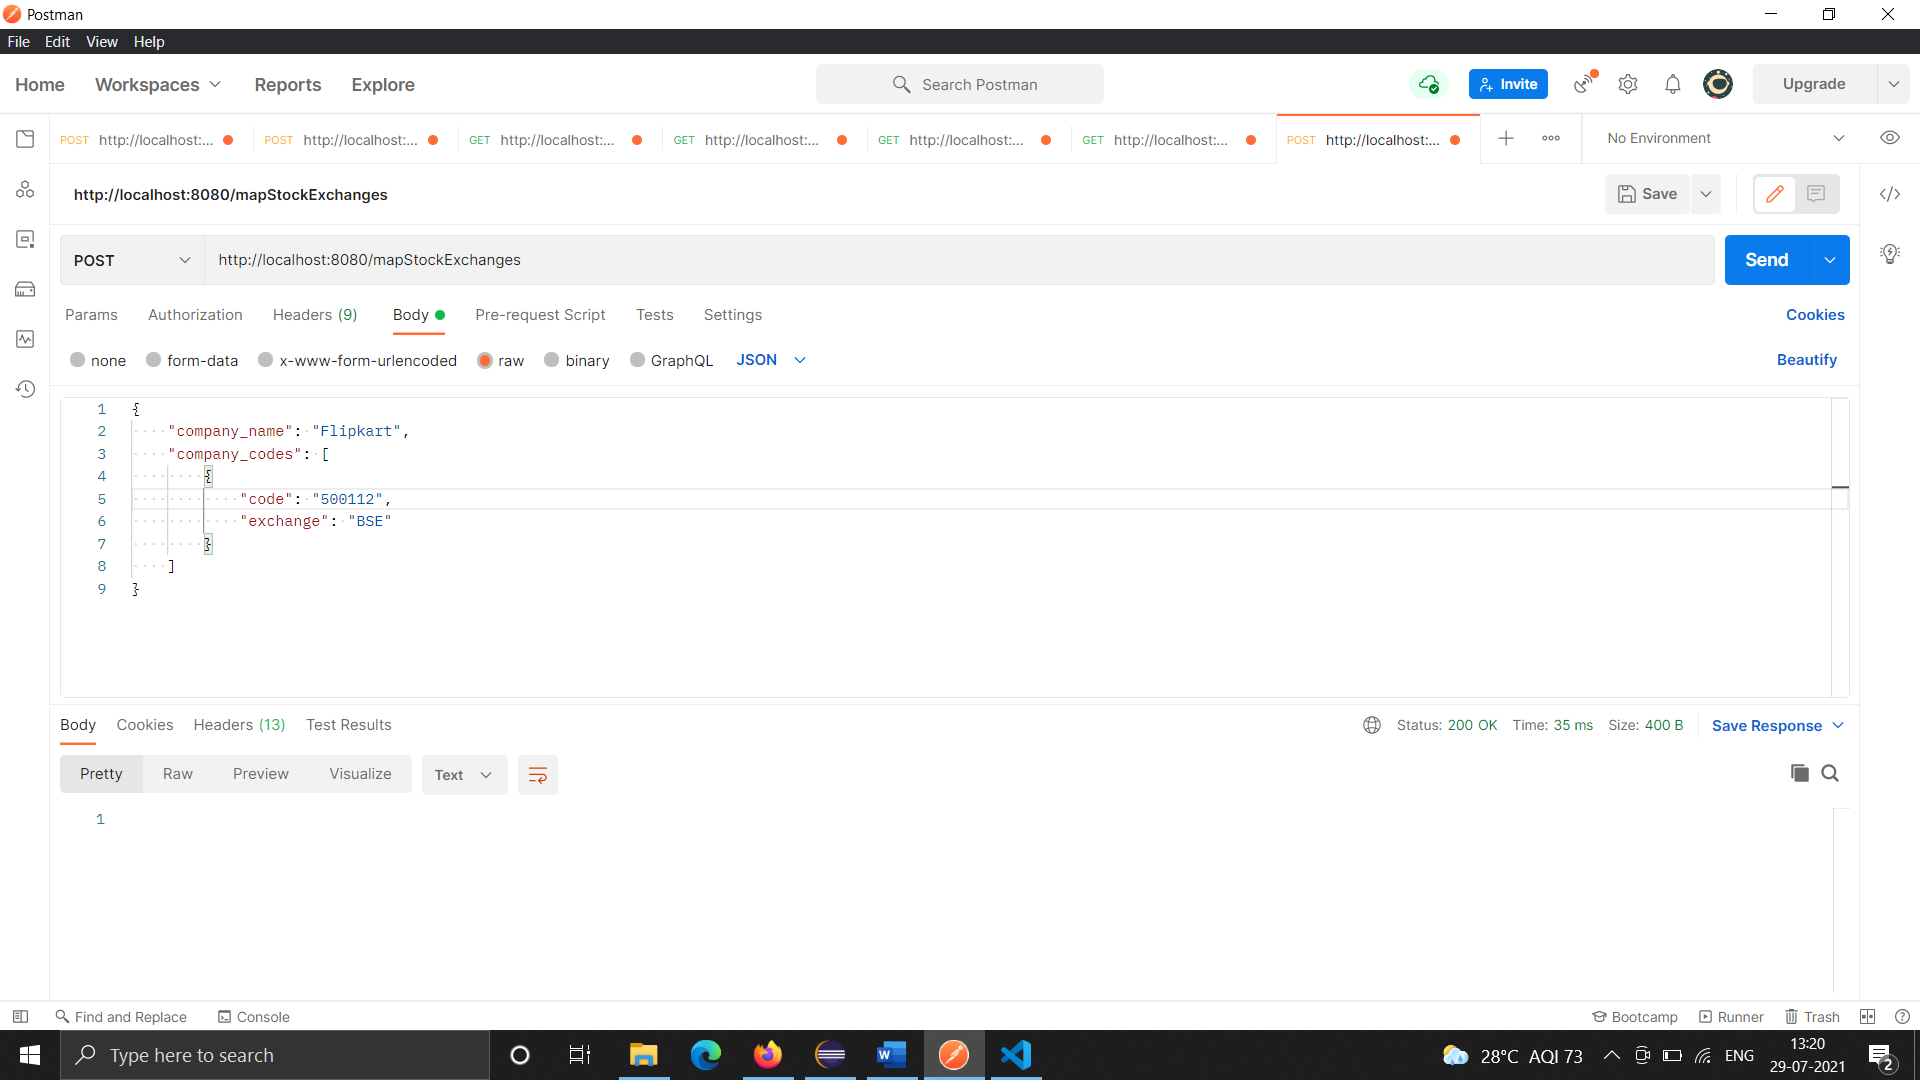 Postman
File Edit View Help
Home Workspaces Reports Explore Search Postman Invite Upgrade
POST http://localhost:... POST http://localhost:... GET http://localhost:... GET http://localhost:... GET http://localhost:... GET http://localhost:... POST http://localhost:... No Environment
http://localhost:8080/mapStockExchanges Save
POST http://localhost:8080/mapStockExchanges Send
Params Authorization Headers (9) Body Pre-request Script Tests Settings Cookies
none form-data x-www-form-urlencoded raw binary GraphQL JSON Beautify
1 {
2 "company_name": "Flipkart",
3 "company_codes": [
4 {
5 "code": "500112",
6 "exchange": "BSE"
7 }
8 ]
9 }
Body Cookies Headers (13) Test Results Status: 200 OK Time: 35 ms Size: 400 B Save Response
Pretty Raw Preview Visualize Text
1
Find and Replace Console Bootcamp Runner Trash
Type here to search 28°C AQI 73 ENG 13:20
29-07-2021 2